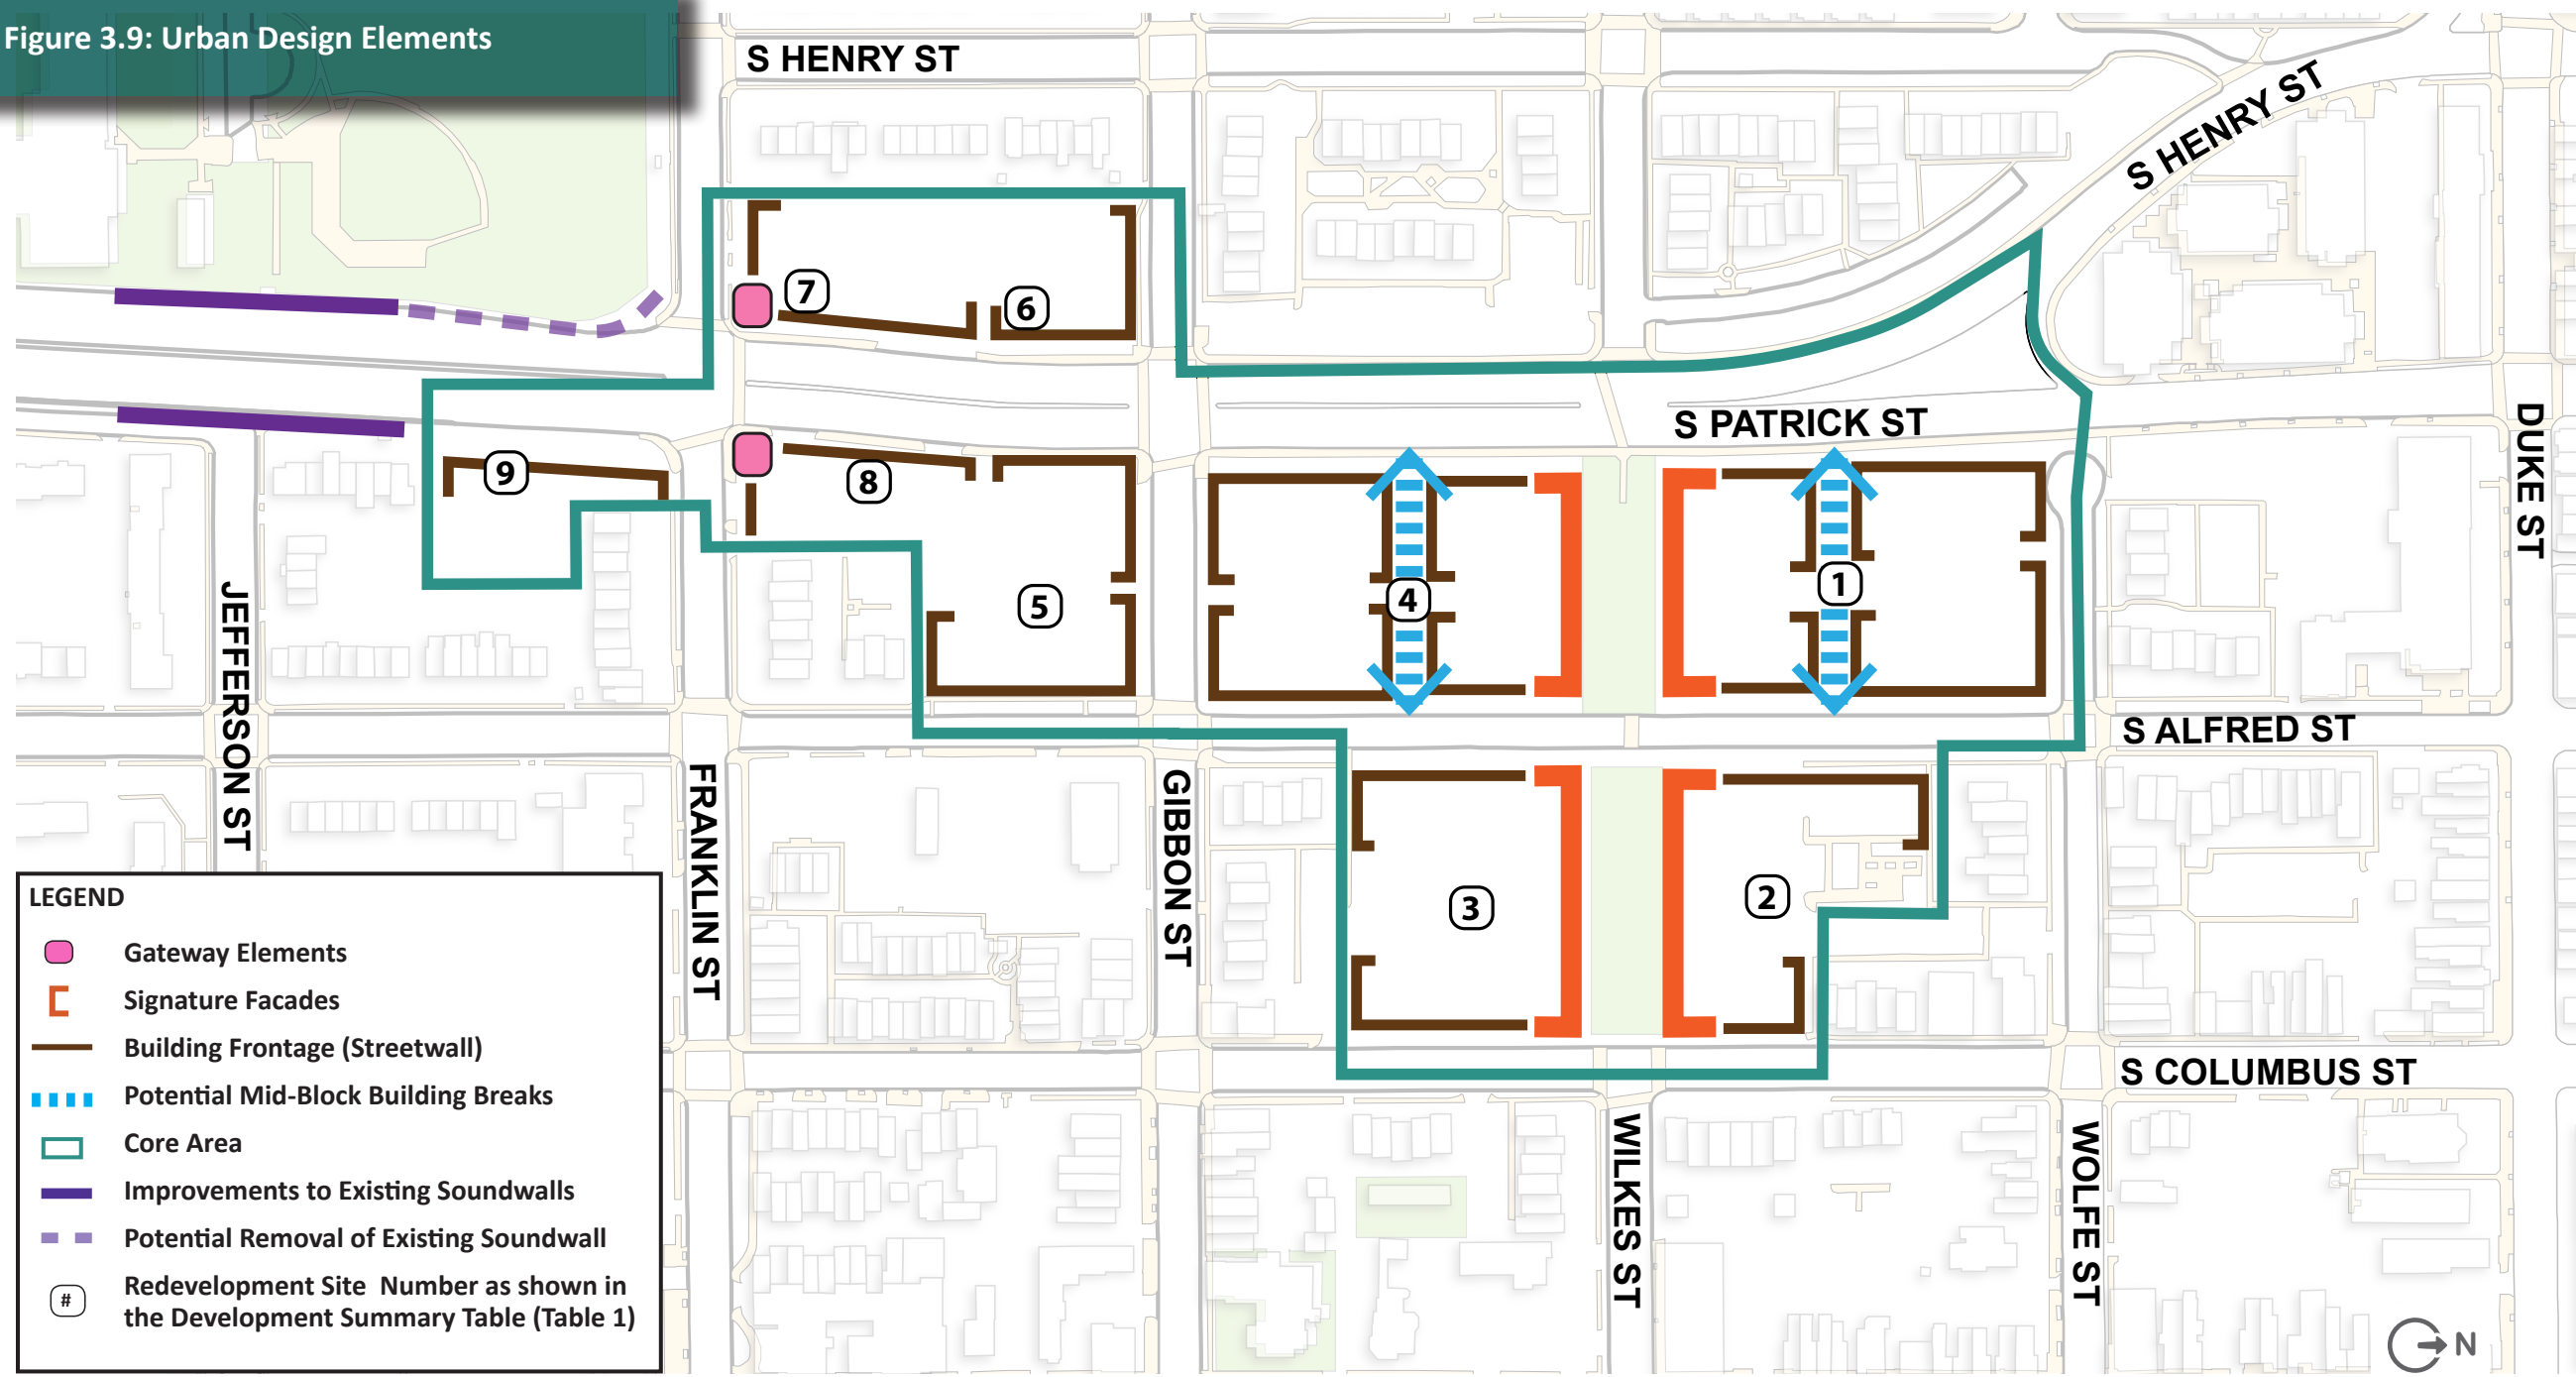 Figure 3.9: Urban Design Elements
S HENRY ST
S HENRY ST
7
6
S PATRICK ST
DUKE ST
9
8
5
4
1
JEFFERSON ST
S ALFRED ST
FRANKLIN ST
GIBBON ST
3
2
S COLUMBUS ST
WILKES ST
WOLFE ST
N
LEGEND
Gateway Elements
Signature Facades
Building Frontage (Streetwall)
Potential Mid-Block Building Breaks
Core Area
Improvements to Existing Soundwalls
Potential Removal of Existing Soundwall
#
Redevelopment Site Number as shown in
the Development Summary Table (Table 1)